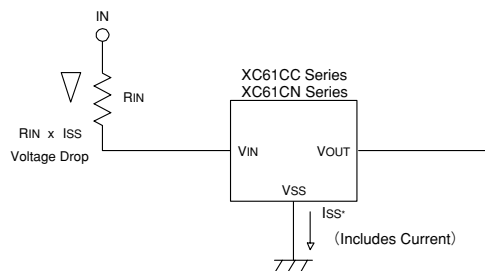 IN
XC61CC Series
XC61CN Series
RIN
RIN x ISS
Voltage Drop
VIN
VOUT
VSS
ISS*
(Includes Current)